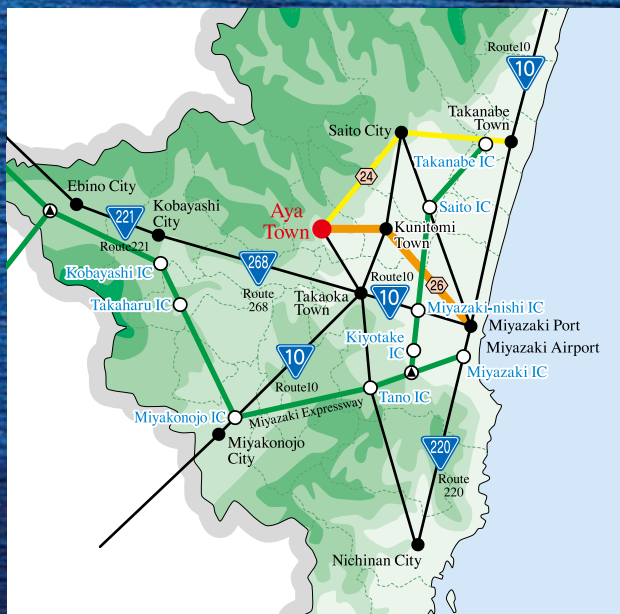 Route10
10
Takanabe
Town
Saito City
Takanabe IC
24
Ebino City
Kobayashi
City
221
Route221
Aya
Town
Saito IC
Kunitomi
Town
Kobayashi IC
268
Route
268
Route10
10
26
Takaharu IC
Takaoka
Town
Miyazaki-nishi IC
Miyazaki Port
Kiyotake
IC
Miyazaki Airport
10
Route10
Miyazaki IC
Tano IC
Miyazaki Expressway
Miyakonojo IC
Miyakonojo
City
220
Route
220
Nichinan City